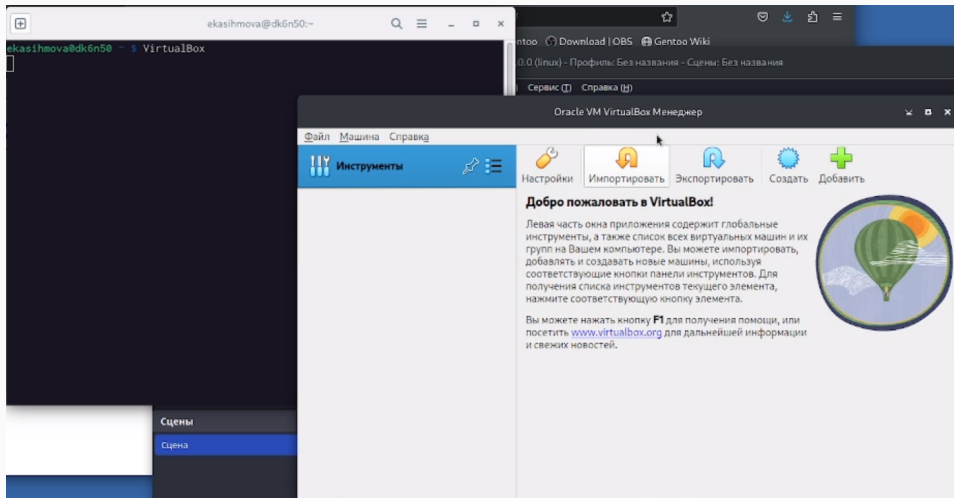 ekasihmova@dk6n50:~
ekasihmova@dk6n50 ~ $ VirtualBox
Download | OBS Gentoo Wiki
0.0 (linux) - Профиль: Без названия - Сцены: Без названия
Сервис (T) Справка (H)
Oracle VM VirtualBox Менеджер
Файл Машина Справка
Инструменты
Настройки Импортировать Экспортировать Создать Добавить
Добро пожаловать в VirtualBox!
Левая часть окна приложения содержит глобальные
инструменты, а также список всех виртуальных машин и их
групп на Вашем компьютере. Вы можете импортировать,
добавлять и создавать новые машины, используя
соответствующие кнопки панели инструментов. Для
получения списка инструментов текущего элемента,
нажмите соответствующую кнопку элемента.
Вы можете нажать кнопку F1 для получения помощи, или
посетить www.virtualbox.org для дальнейшей информации
и свежих новостей.
Сцены
Сцена